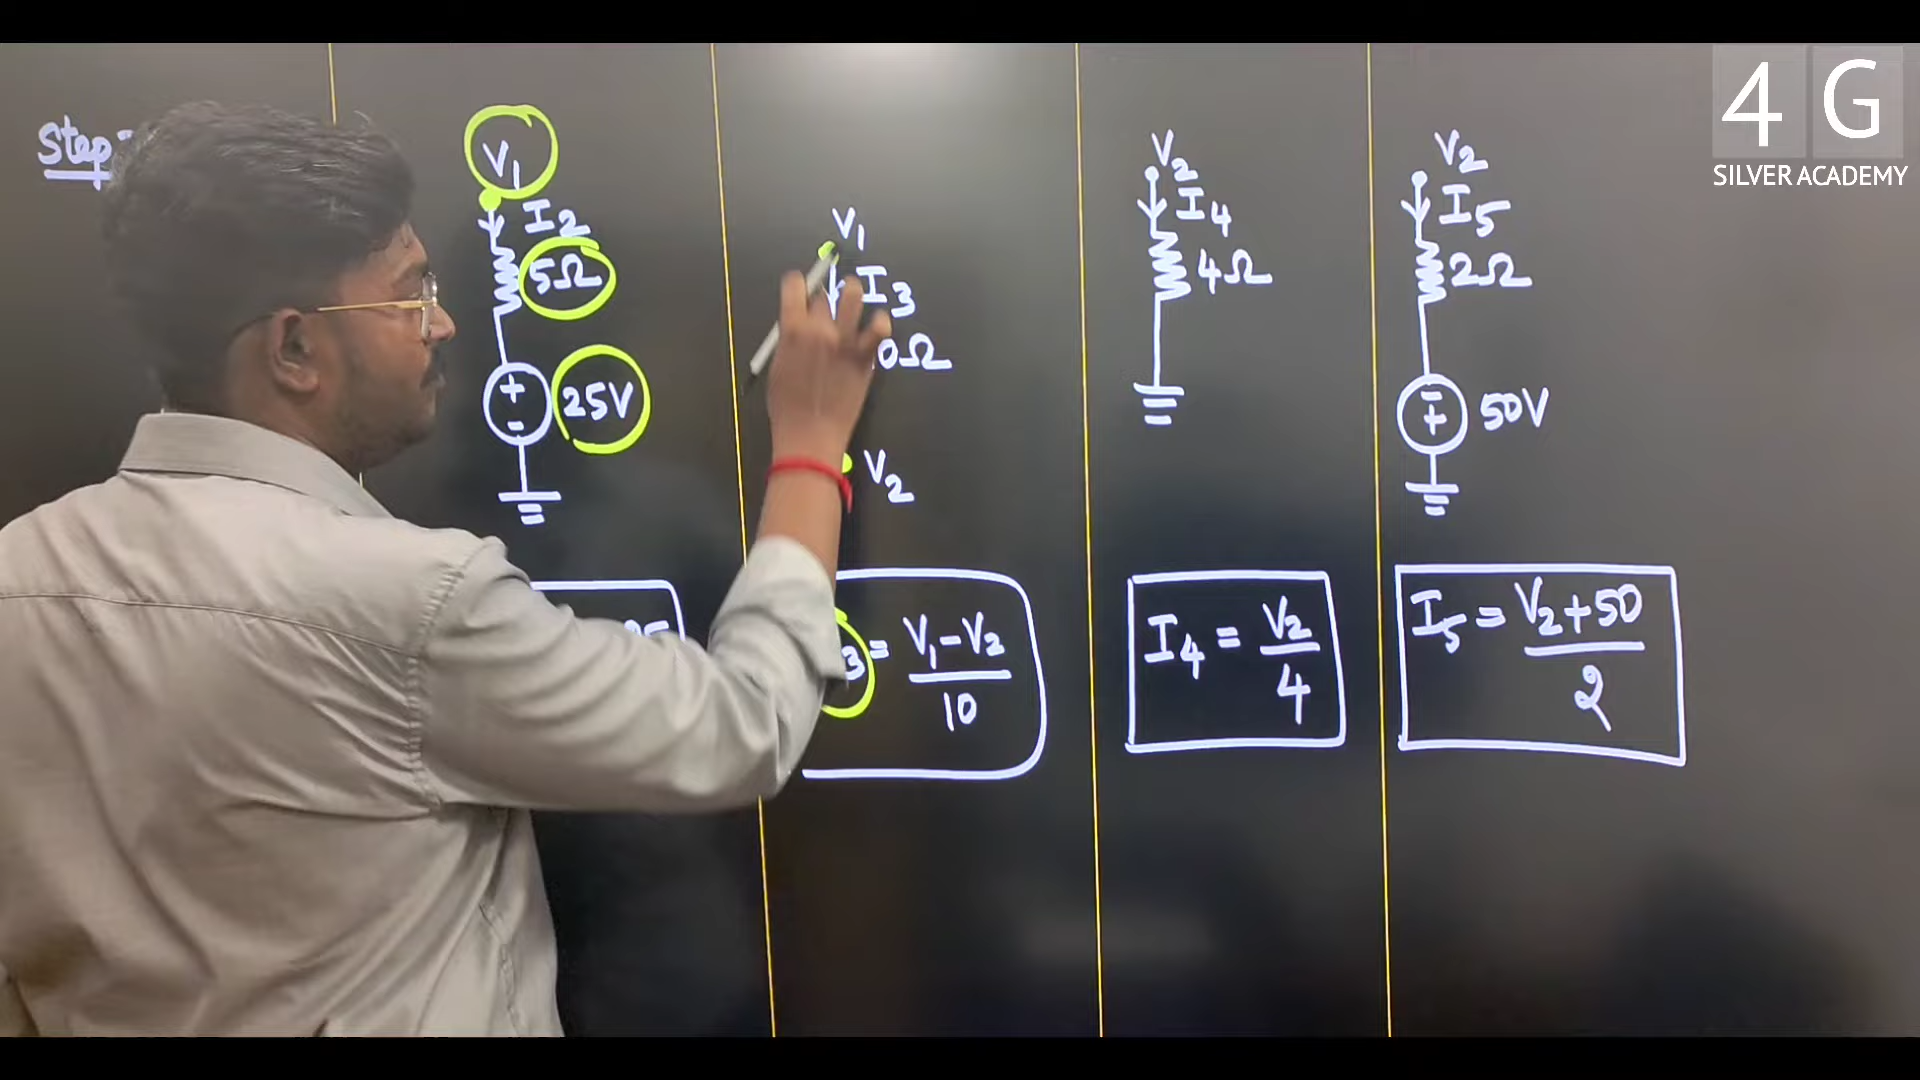 4 G
SILVER ACADEMY
Step
V1
I2
5Ω
+
-
25V
V1
I3
0Ω
V2
V2
I4
4Ω
V2
I5
2Ω
-
+
50V
3 = V1-V2
10
I4 = V2
4
I5 = V2+50
2